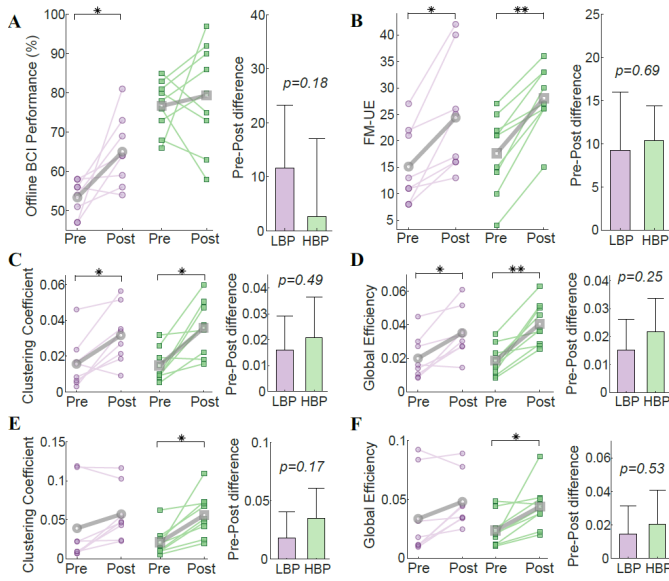 A
*
Offline BCI Performance (%)
100
90
80
70
60
50
Pre
Post
Pre
Post
Pre-Post difference
40
30
20
10
0
p=0.18
LBP
HBP
B
*
**
FM-UE
40
35
30
25
20
15
10
5
Pre
Post
Pre
Post
Pre-Post difference
25
20
15
10
5
0
p=0.69
LBP
HBP
C
*
*
Clustering Coefficient
0.06
0.04
0.02
0
Pre
Post
Pre
Post
Pre-Post difference
0.04
0.03
0.02
0.01
0
p=0.49
LBP
HBP
D
*
**
Global Efficiency
0.06
0.04
0.02
0
Pre
Post
Pre
Post
Pre-Post difference
0.05
0.04
0.03
0.02
0.01
0
p=0.25
LBP
HBP
E
*
Clustering Coefficient
0.15
0.1
0.05
0
Pre
Post
Pre
Post
Pre-Post difference
0.1
0.05
0
p=0.17
LBP
HBP
F
*
Global Efficiency
0.1
0.05
0
Pre
Post
Pre
Post
Pre-Post difference
0.06
0.04
0.02
0
p=0.53
LBP
HBP